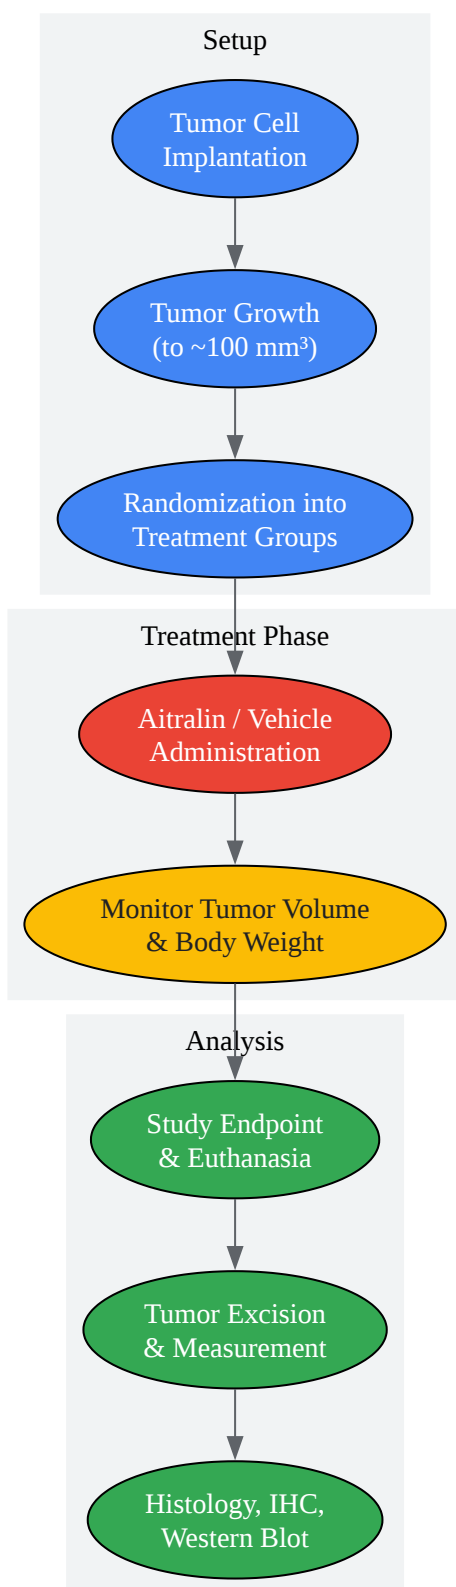 Setup
Tumor Cell
Implantation
Tumor Growth
(to ~100 mm³)
Randomization into
Treatment Groups
Treatment Phase
Aitralin / Vehicle
Administration
Monitor Tumor Volume
& Body Weight
Analysis
Study Endpoint
& Euthanasia
Tumor Excision
& Measurement
Histology, IHC,
Western Blot